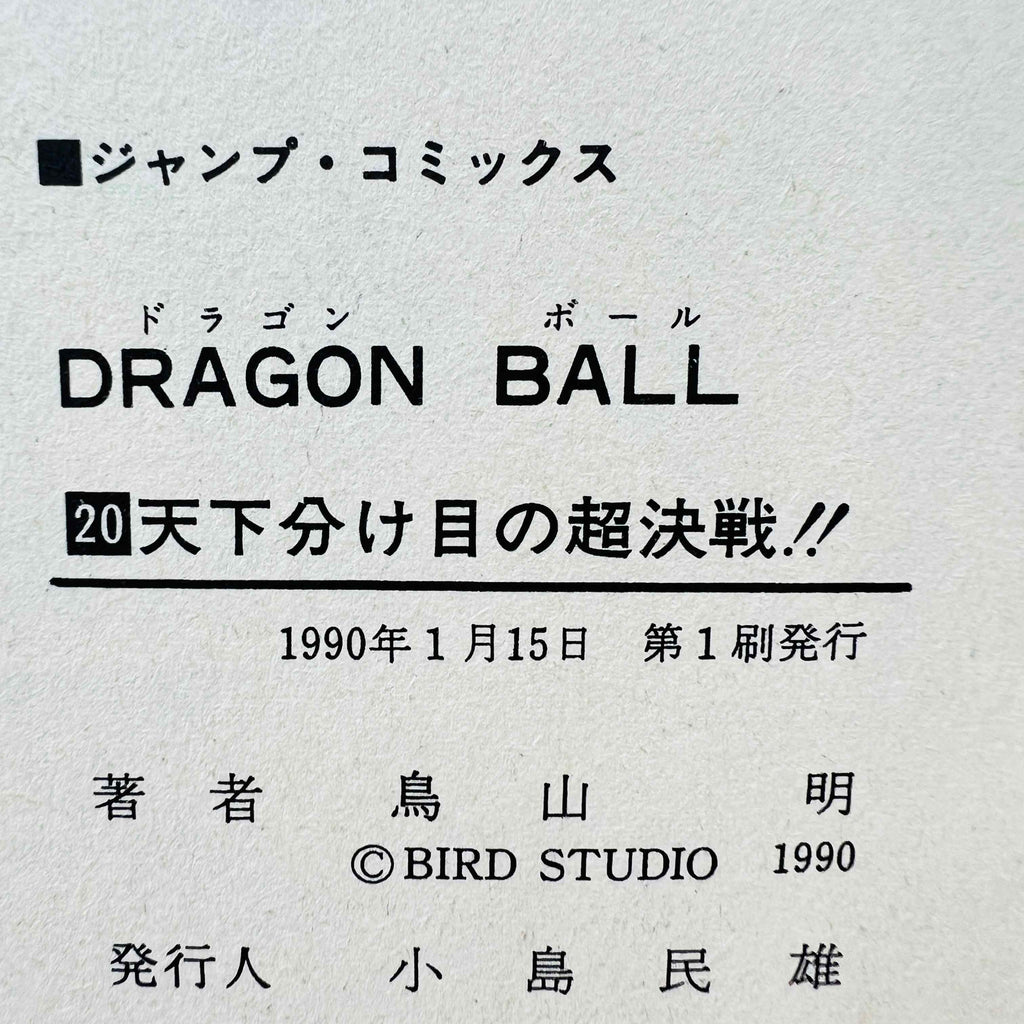 ■ジャンプ・コミックス
ドラゴン ボール
DRAGON BALL
20 天下分け目の超決戦!!
1990年1月15日 第1刷発行
著者 鳥山明
©BIRD STUDIO 1990
発行人 小島民雄